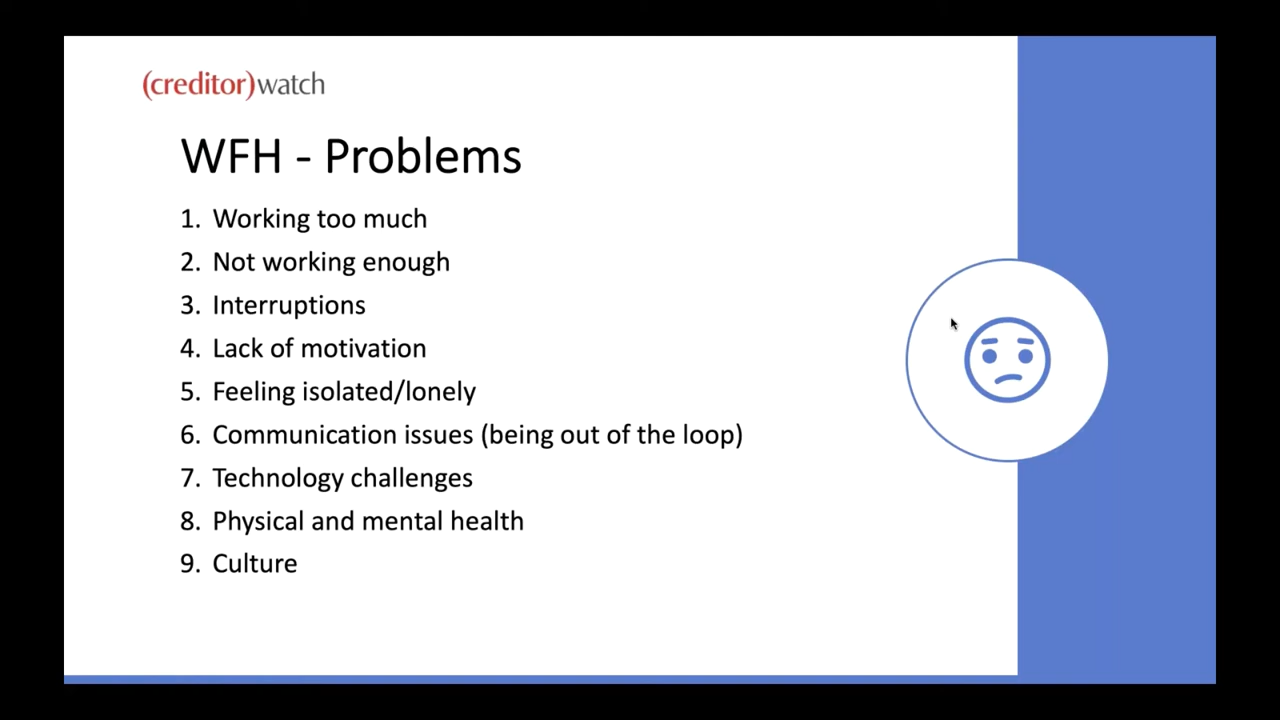 (creditor)watch
WFH - Problems
1. Working too much
2. Not working enough
3. Interruptions
4. Lack of motivation
5. Feeling isolated/lonely
6. Communication issues (being out of the loop)
7. Technology challenges
8. Physical and mental health
9. Culture